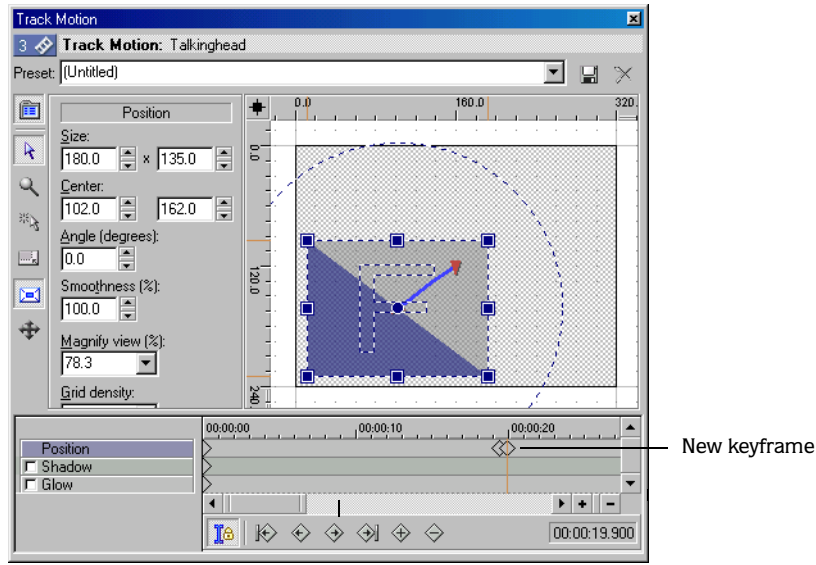 Track Motion
3 Track Motion: Talkinghead
Preset: (Untitled)
Position
Size:
180.0 x 135.0
Center:
102.0 162.0
Angle (degrees):
0.0
Smoothness (%):
100.0
Magnify view (%):
78.3
Grid density:
0.0 160.0 320.
0.0
120.0
240.
F
00:00:00 00:00:10 00:00:20
Position
Shadow
Glow
New keyframe
00:00:19.900